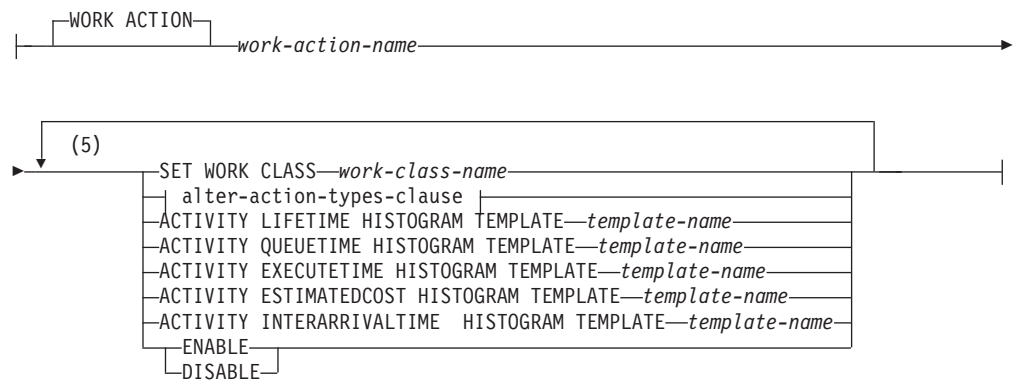 WORK ACTION
work-action-name
(5)
SET WORK CLASS work-class-name
alter-action-types-clause
ACTIVITY LIFETIME HISTOGRAM TEMPLATE template-name
ACTIVITY QUEUETIME HISTOGRAM TEMPLATE template-name
ACTIVITY EXECUTETIME HISTOGRAM TEMPLATE template-name
ACTIVITY ESTIMATEDCOST HISTOGRAM TEMPLATE template-name
ACTIVITY INTERARRIVALTIME HISTOGRAM TEMPLATE template-name
ENABLE
DISABLE